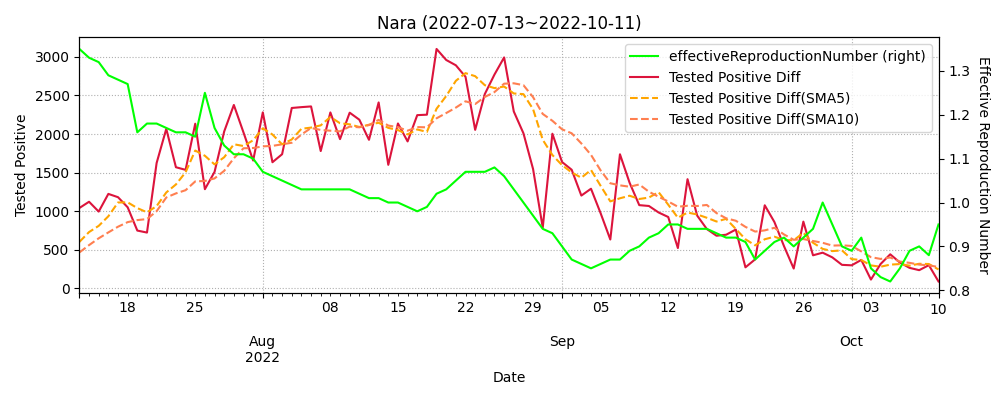 Nara (2022-07-13~2022-10-11)
effectiveReproductionNumber (right)
Tested Positive Diff
Tested Positive Diff(SMA5)
Tested Positive Diff(SMA10)
Tested Positive
3000
2500
2000
1500
1000
500
0
Effective Reproduction Number
1.3
1.2
1.1
1.0
0.9
0.8
18 25 08 15 22 29 05 12 19 26 03 10
Aug Sep Oct
2022
Date